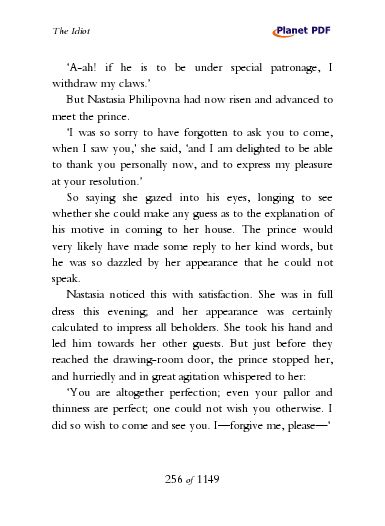 The Idiot
Planet PDF
‘A-ah! if he is to be under special patronage, I
withdraw my claws.’
But Nastasia Philipovna had now risen and advanced to
meet the prince.
‘I was so sorry to have forgotten to ask you to come,
when I saw you,’ she said, ‘and I am delighted to be able
to thank you personally now, and to express my pleasure
at your resolution.’
So saying she gazed into his eyes, longing to see
whether she could make any guess as to the explanation of
his motive in coming to her house. The prince would
very likely have made some reply to her kind words, but
he was so dazzled by her appearance that he could not
speak.
Nastasia noticed this with satisfaction. She was in full
dress this evening; and her appearance was certainly
calculated to impress all beholders. She took his hand and
led him towards her other guests. But just before they
reached the drawing-room door, the prince stopped her,
and hurriedly and in great agitation whispered to her:
‘You are altogether perfection; even your pallor and
thinness are perfect; one could not wish you otherwise. I
did so wish to come and see you. I—forgive me, please—‘
256 of 1149